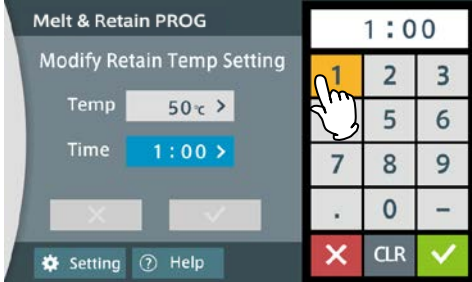 Melt & Retain PROG
Modify Retain Temp Setting
Temp 50℃ >
Time 1:00 >
× ✓
Setting ? Help
1:00
1 2 3
5 6
7 8 9
. 0 −
× CLR ✓